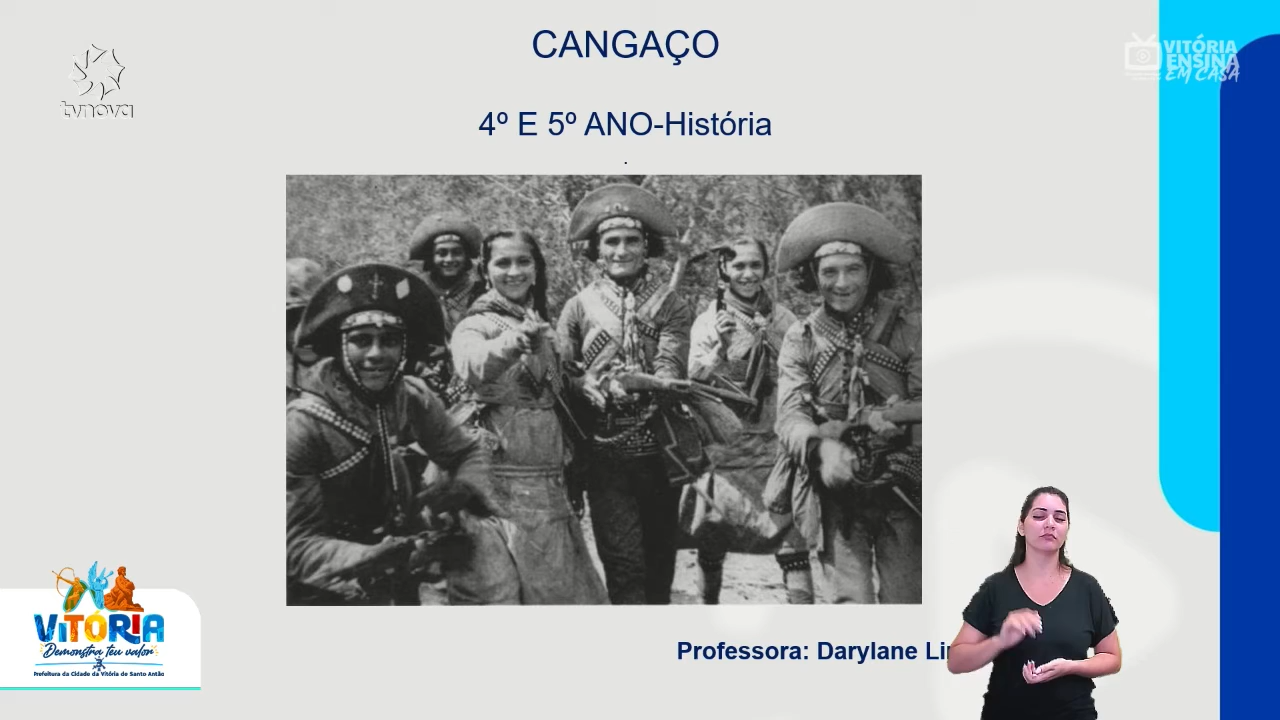 CANGAÇO
tvnova
VITÓRIA
ENSINA
EM CASA
4º E 5º ANO-História
.
VITÓRIA
Demonstra teu valor
Prefeitura da Cidade da Vitória de Santo Antão
Professora: Darylane